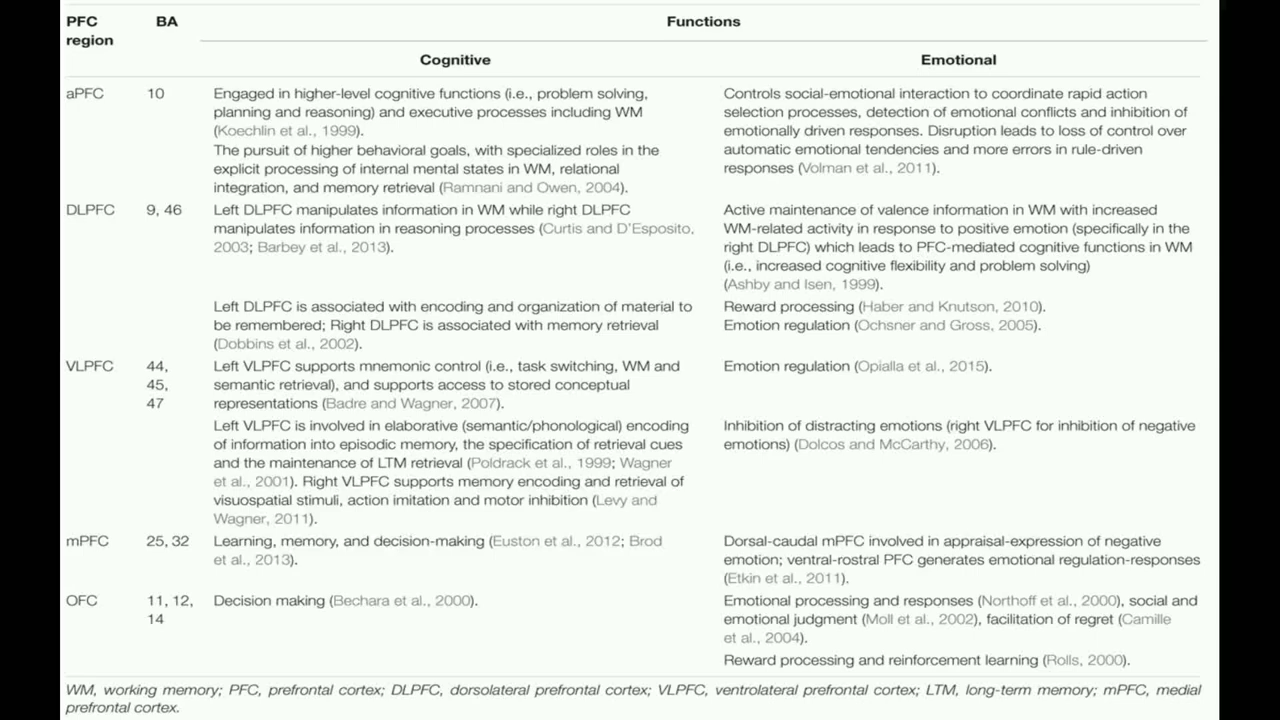 PFC region BA Functions
Cognitive Emotional
aPFC 10
Engaged in higher-level cognitive functions (i.e., problem solving,
planning and reasoning) and executive processes including WM
(Koechlin et al., 1999).
The pursuit of higher behavioral goals, with specialized roles in the
explicit processing of internal mental states in WM, relational
integration, and memory retrieval (Ramnani and Owen, 2004).
Controls social-emotional interaction to coordinate rapid action
selection processes, detection of emotional conflicts and inhibition of
emotionally driven responses. Disruption leads to loss of control over
automatic emotional tendencies and more errors in rule-driven
responses (Volman et al., 2011).
DLPFC 9, 46
Left DLPFC manipulates information in WM while right DLPFC
manipulates information in reasoning processes (Curtis and D'Esposito,
2003; Barbey et al., 2013).
Active maintenance of valence information in WM with increased
WM-related activity in response to positive emotion (specifically in the
right DLPFC) which leads to PFC-mediated cognitive functions in WM
(i.e., increased cognitive flexibility and problem solving)
(Ashby and Isen, 1999).
Left DLPFC is associated with encoding and organization of material to
be remembered; Right DLPFC is associated with memory retrieval
(Dobbins et al., 2002).
Reward processing (Haber and Knutson, 2010).
Emotion regulation (Ochsner and Gross, 2005).
VLPFC 44,
45,
47
Left VLPFC supports mnemonic control (i.e., task switching, WM and
semantic retrieval), and supports access to stored conceptual
representations (Badre and Wagner, 2007).
Emotion regulation (Opialla et al., 2015).
Left VLPFC is involved in elaborative (semantic/phonological) encoding
of information into episodic memory, the specification of retrieval cues
and the maintenance of LTM retrieval (Poldrack et al., 1999; Wagner
et al., 2001). Right VLPFC supports memory encoding and retrieval of
visuospatial stimuli, action imitation and motor inhibition (Levy and
Wagner, 2011).
Inhibition of distracting emotions (right VLPFC for inhibition of negative
emotions) (Dolcos and McCarthy, 2006).
mPFC 25, 32
Learning, memory, and decision-making (Euston et al., 2012; Brod
et al., 2013).
Dorsal-caudal mPFC involved in appraisal-expression of negative
emotion; ventral-rostral PFC generates emotional regulation-responses
(Etkin et al., 2011).
OFC 11, 12,
14
Decision making (Bechara et al., 2000).
Emotional processing and responses (Northoff et al., 2000), social and
emotional judgment (Moll et al., 2002), facilitation of regret (Camille
et al., 2004).
Reward processing and reinforcement learning (Rolls, 2000).
WM, working memory; PFC, prefrontal cortex; DLPFC, dorsolateral prefrontal cortex; VLPFC, ventrolateral prefrontal cortex; LTM, long-term memory; mPFC, medial
prefrontal cortex.